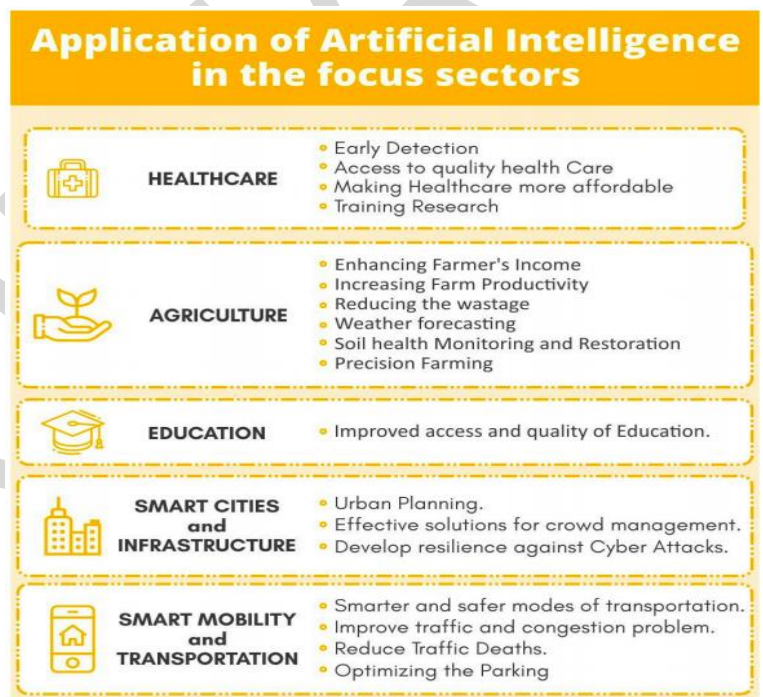 Application of Artificial Intelligence
in the focus sectors
HEALTHCARE
• Early Detection
• Access to quality health Care
• Making Healthcare more affordable
• Training Research
AGRICULTURE
• Enhancing Farmer's Income
• Increasing Farm Productivity
• Reducing the wastage
• Weather forecasting
• Soil health Monitoring and Restoration
• Precision Farming
EDUCATION
• Improved access and quality of Education.
SMART CITIES
and
INFRASTRUCTURE
• Urban Planning.
• Effective solutions for crowd management.
• Develop resilience against Cyber Attacks.
SMART MOBILITY
and
TRANSPORTATION
• Smarter and safer modes of transportation.
• Improve traffic and congestion problem.
• Reduce Traffic Deaths.
• Optimizing the Parking